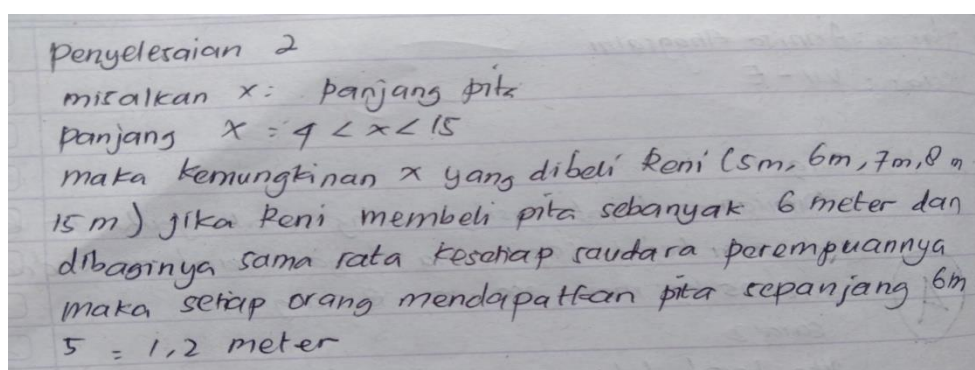 Penyelesaian 2
misalkan x: panjang pita
panjang x = 4 < x < 15
maka kemungkinan x yang dibeli Reni (5m, 6m, 7m, 8m
15 m) jika Reni membeli pita sebanyak 6 meter dan
dibaginya sama rata kesetiap saudara perempuannya
maka setiap orang mendapatkan pita sepanjang 6m
5 = 1,2 meter